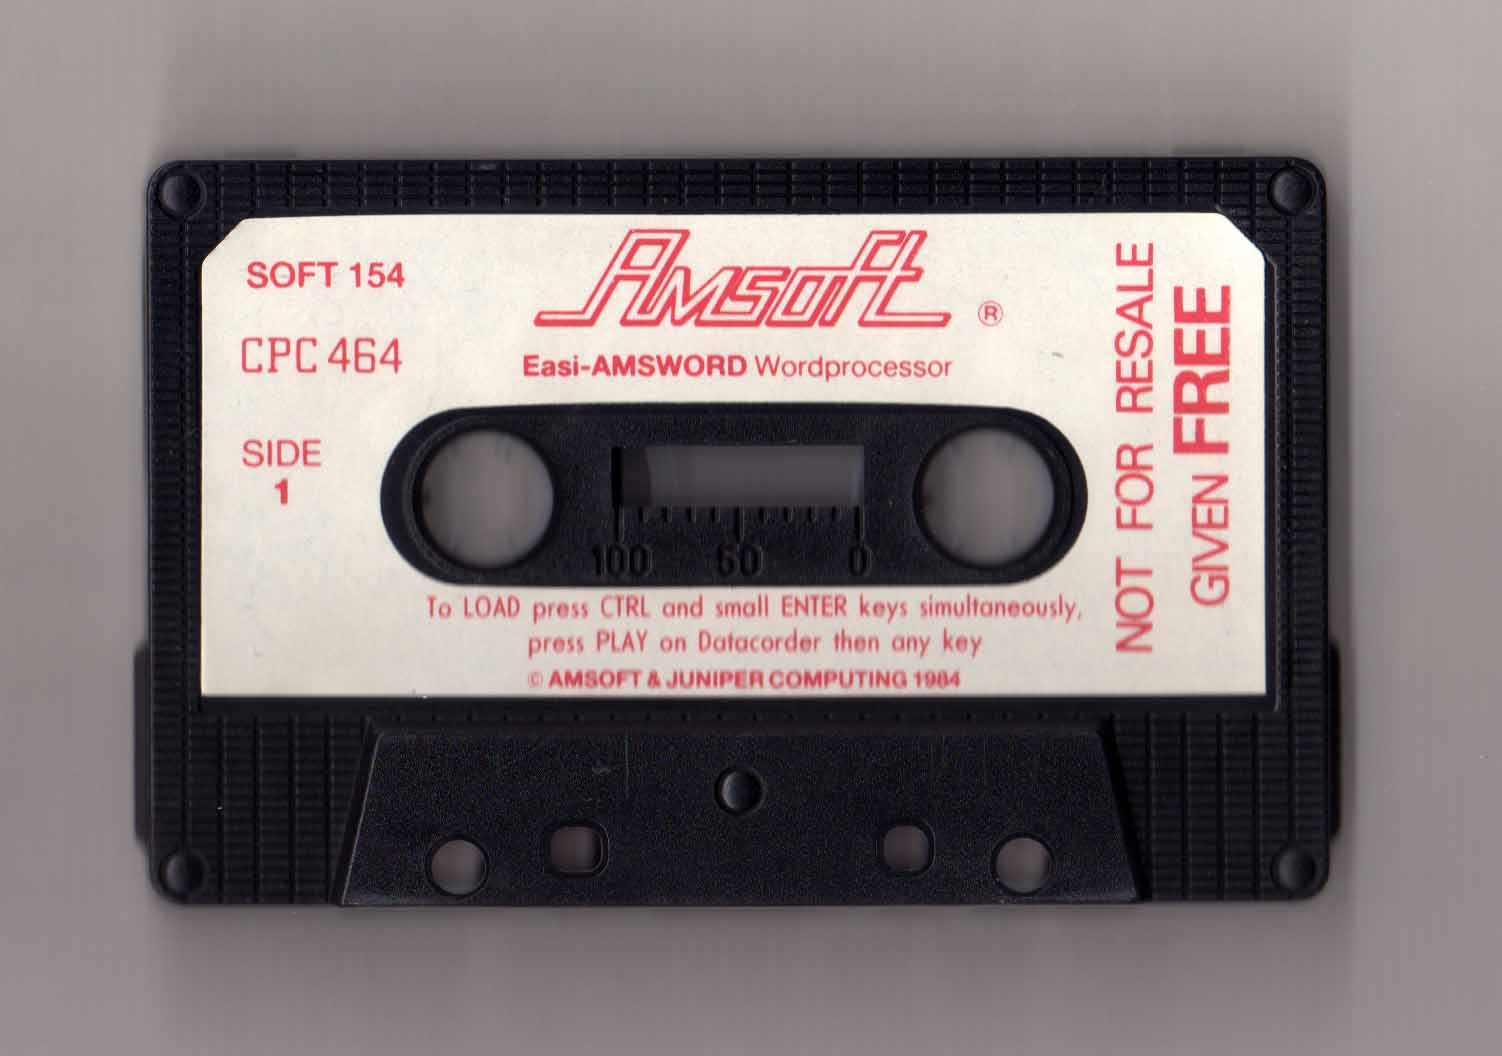 SOFT 154
CPC 464
SIDE
1
Amsoft ®
Easi-AMSWORD Wordprocessor
100 50 0
To LOAD press CTRL and small ENTER keys simultaneously,
press PLAY on Datacorder then any key
© AMSOFT & JUNIPER COMPUTING 1984
NOT FOR RESALE
GIVEN FREE